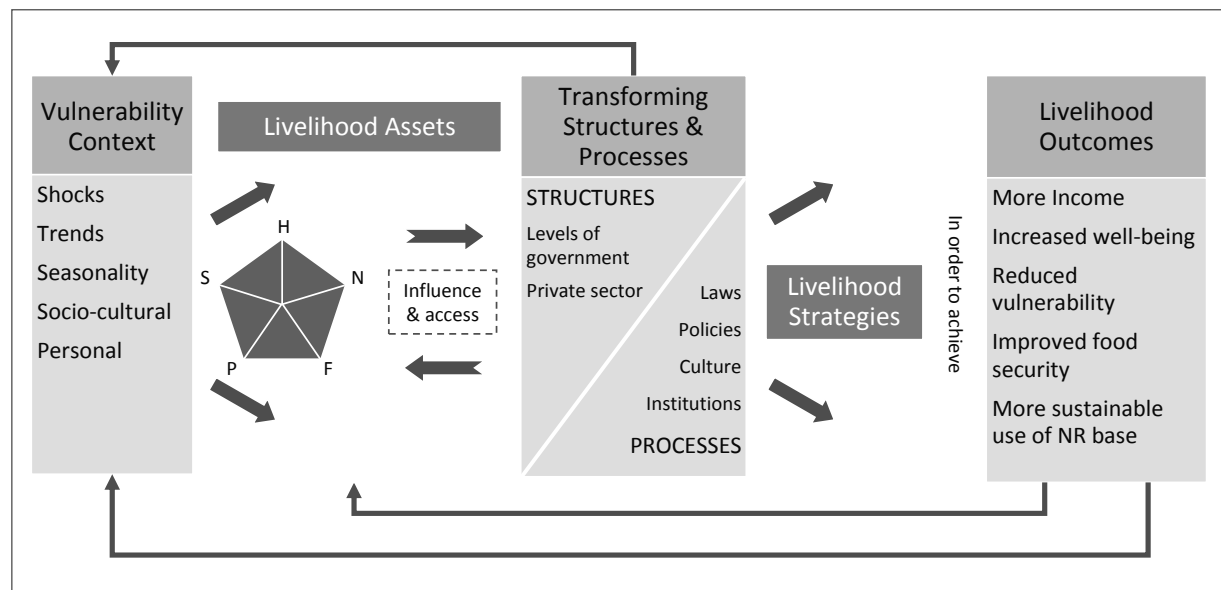 Vulnerability
Context
Shocks
Trends
Seasonality
Socio-cultural
Personal
Livelihood Assets
H
S
N
P
F
Influence
& access
Transforming
Structures &
Processes
STRUCTURES
Levels of
government
Private sector
Laws
Policies
Culture
Institutions
PROCESSES
Livelihood
Strategies
In order to achieve
Livelihood
Outcomes
More Income
Increased well-being
Reduced
vulnerability
Improved food
security
More sustainable
use of NR base